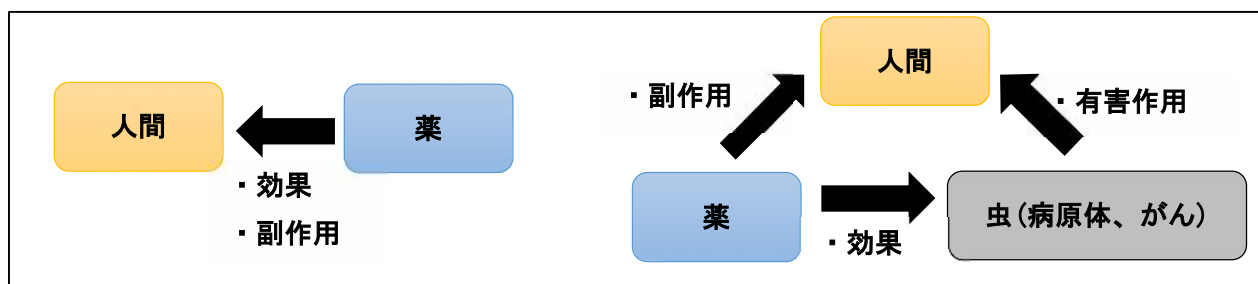 人間
薬
・効果
・副作用
人間
・副作用
・有害作用
薬
・効果
虫(病原体、がん)